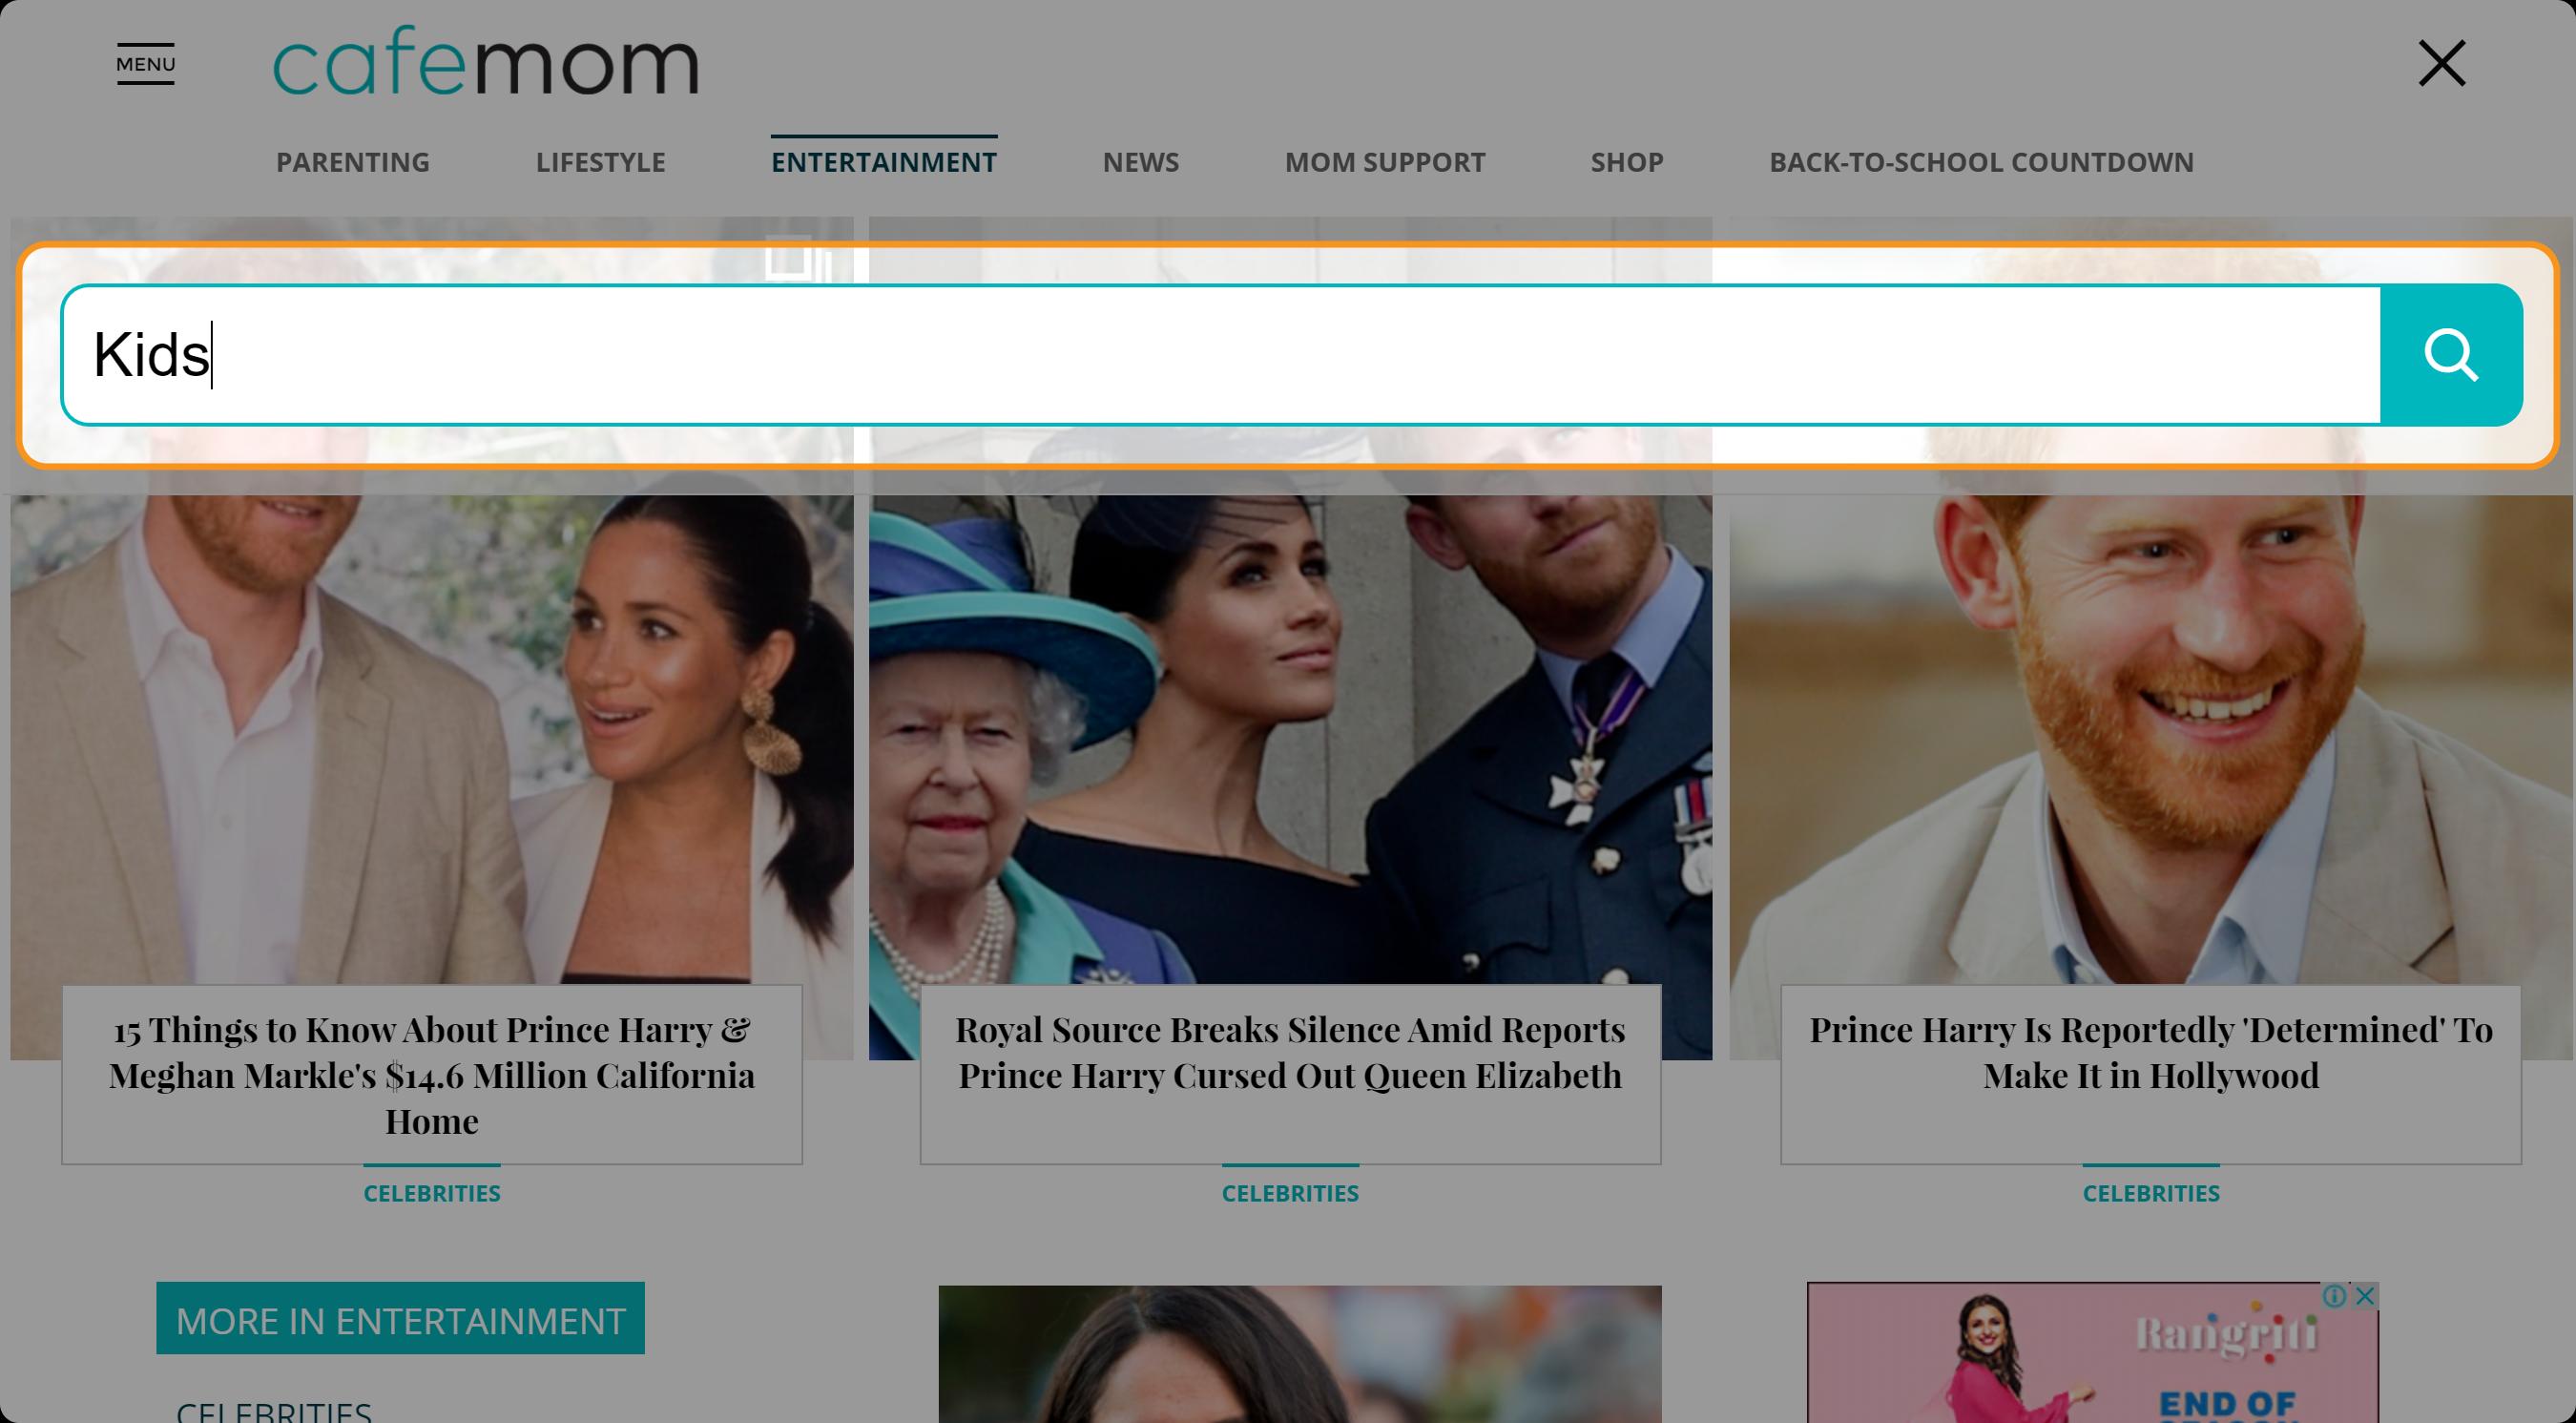 MENU
cafemom
PARENTING LIFESTYLE ENTERTAINMENT NEWS MOM SUPPORT SHOP BACK-TO-SCHOOL COUNTDOWN
Kids
15 Things to Know About Prince Harry &
Meghan Markle's $14.6 Million California
Home
CELEBRITIES
Royal Source Breaks Silence Amid Reports
Prince Harry Cursed Out Queen Elizabeth
CELEBRITIES
Prince Harry Is Reportedly 'Determined' To
Make It in Hollywood
CELEBRITIES
MORE IN ENTERTAINMENT
CELEBRITIES
Rangriti
END OF
SEASON